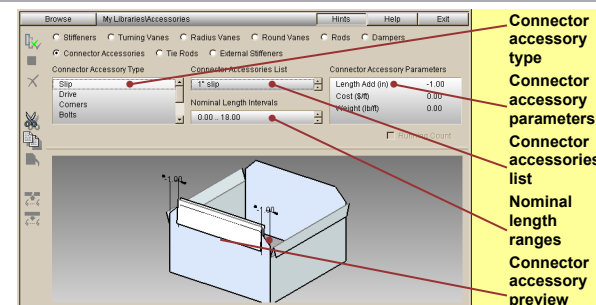 Browse My Libraries\Accessories Hints Help Exit
Stiffeners Turning Vanes Radius Vanes Round Vanes Rods Dampers
Connector Accessories Tie Rods External Stiffeners
Connector Accessory Type Connector Accessories List Connector Accessory Parameters
Slip
Drive
Corners
Bolts
1" slip
Nominal Length Intervals
0.00 .. 18.00
Length Add (in) -1.00
Cost ($/ft) 0.00
Weight (lb/ft) 0.00
Running Count
-1.00
-1.00
Connector
accessory
type
Connector
accessory
parameters
Connector
accessories
list
Nominal
length
ranges
Connector
accessory
preview